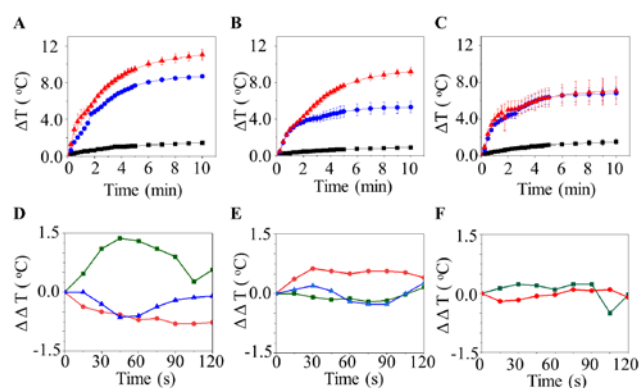 A
B
C
12
8.0
4.0
0.0
ΔT (°C)
0 2 4 6 8 10
Time (min)
12
8.0
4.0
0.0
ΔT (°C)
0 2 4 6 8 10
Time (min)
12
8.0
4.0
0.0
ΔT (°C)
0 2 4 6 8 10
Time (min)
D
E
F
1.5
0.0
-1.5
Δ Δ T (°C)
0 30 60 90 120
Time (s)
1.5
0.0
-1.5
Δ Δ T (°C)
0 30 60 90 120
Time (s)
1.5
0.0
-1.5
Δ Δ T (°C)
0 30 60 90 120
Time (s)